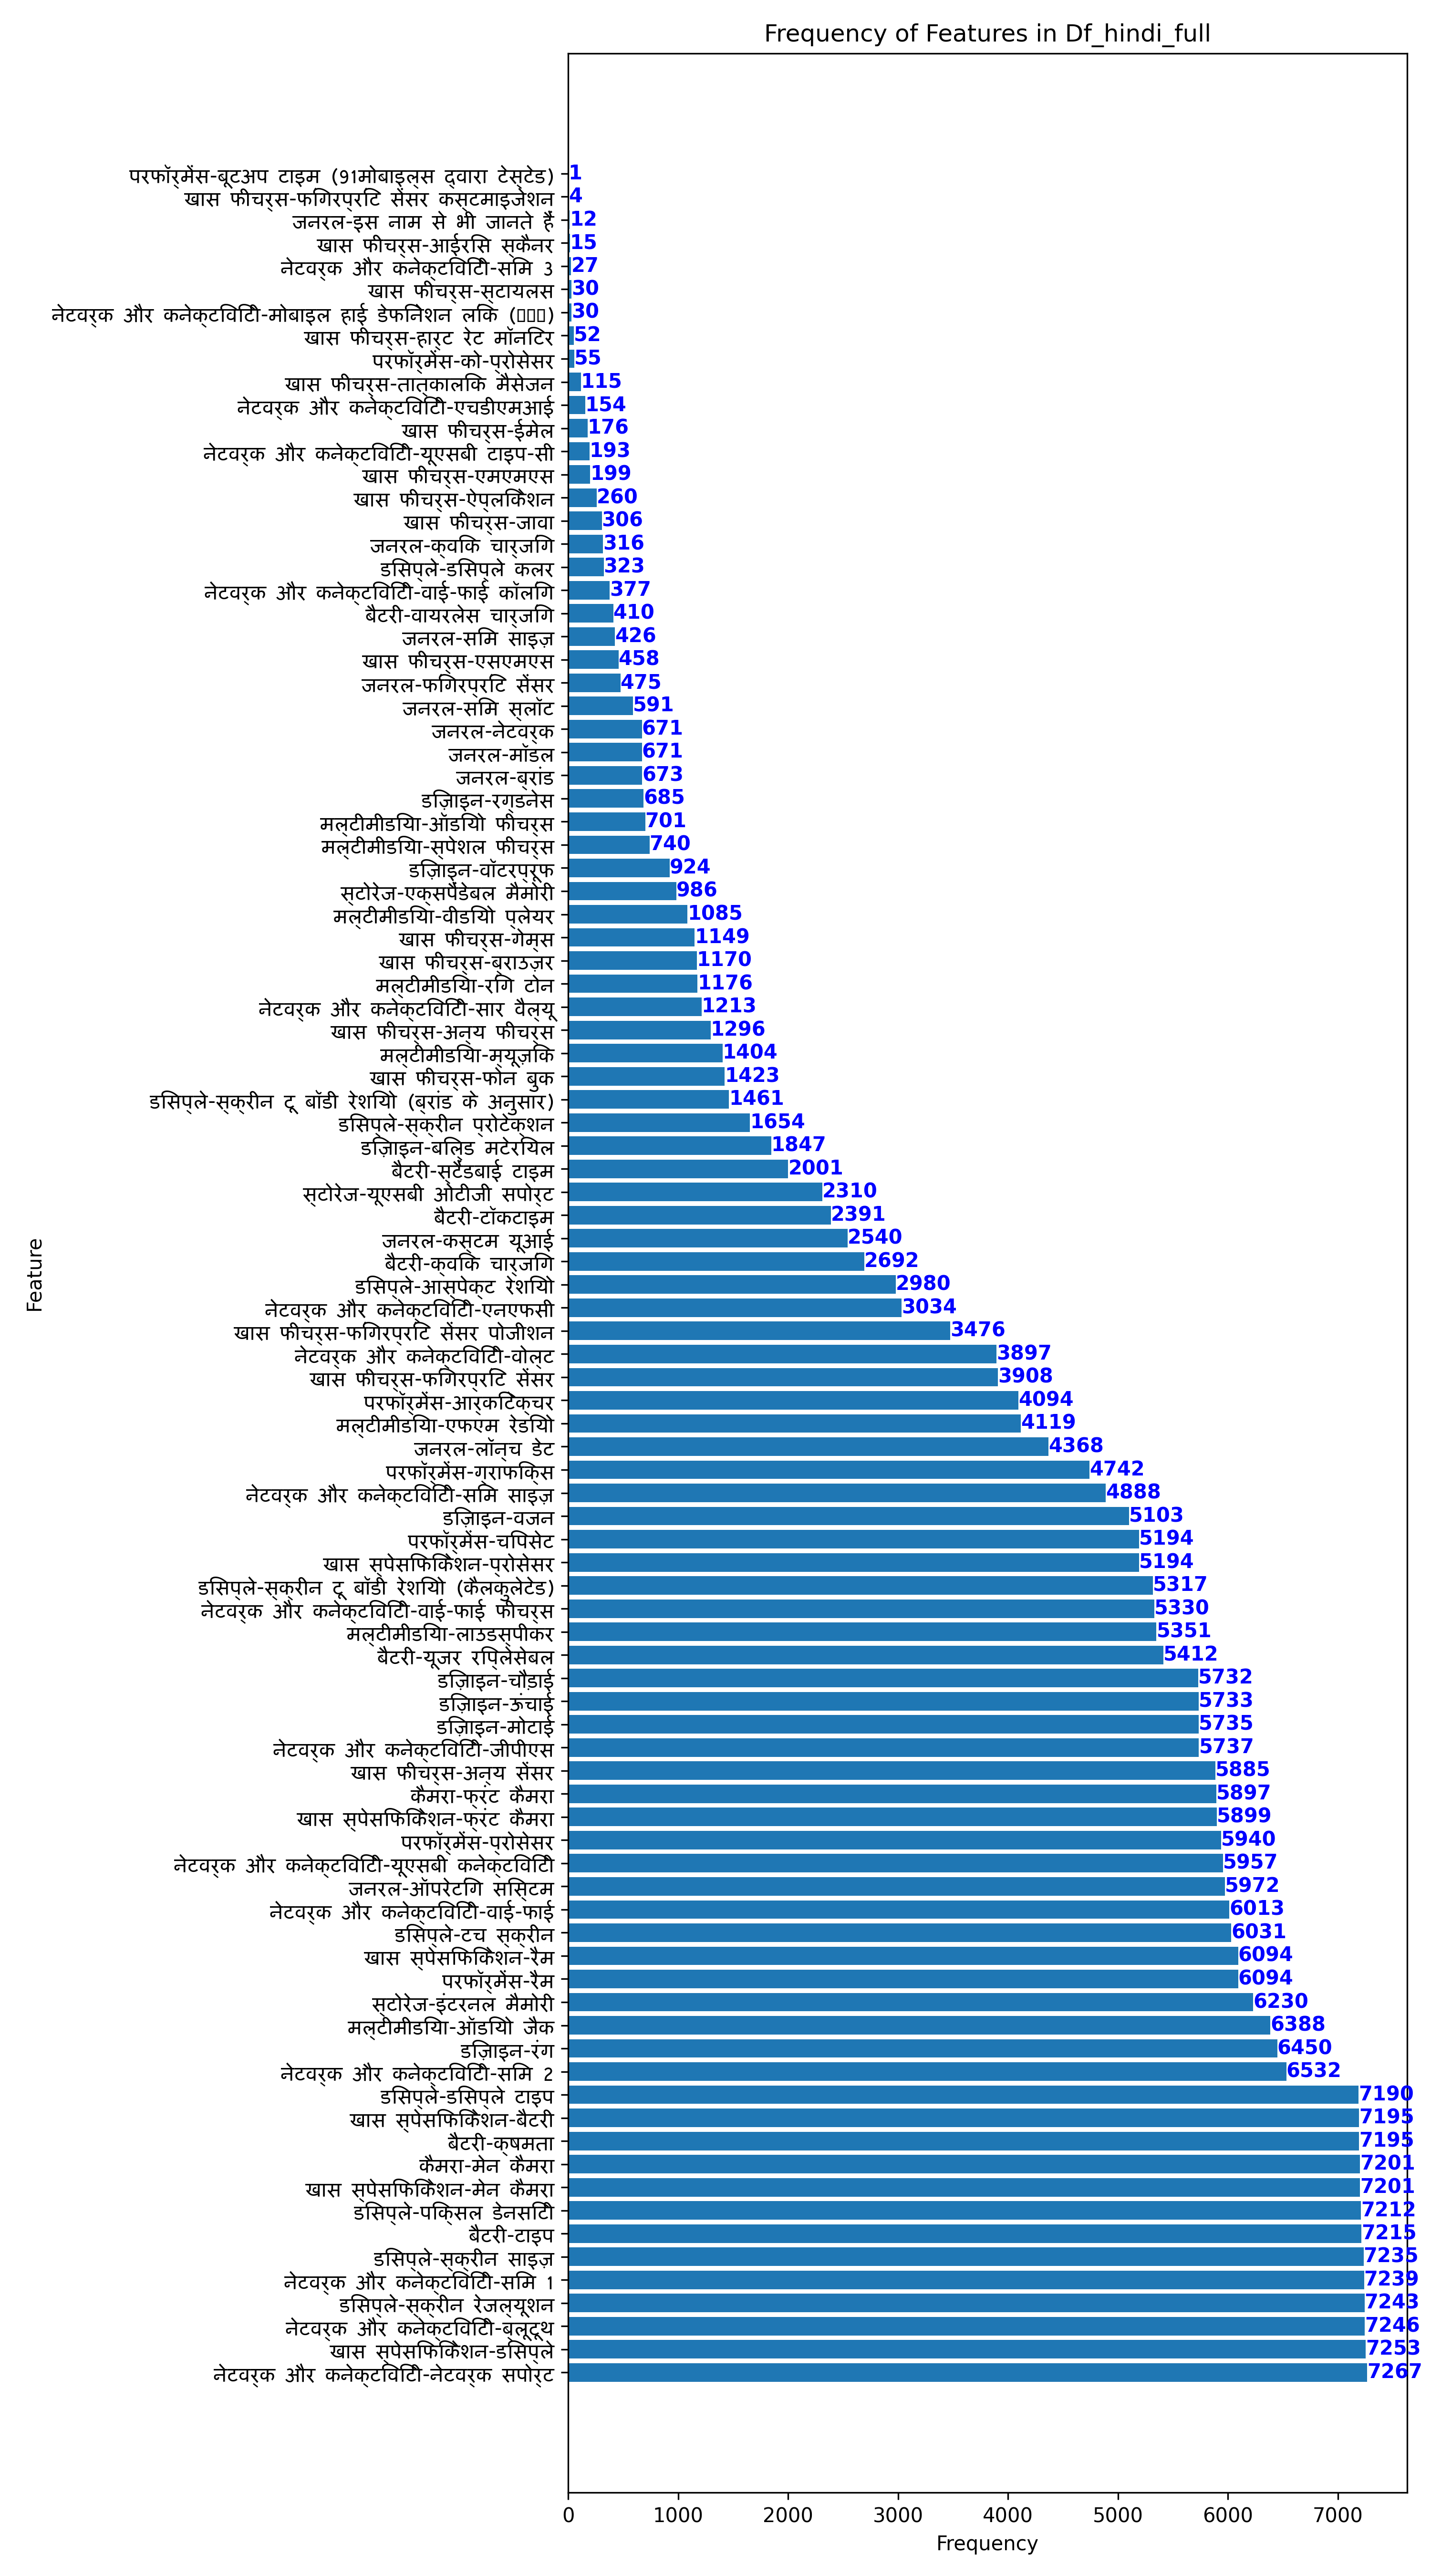 Frequency of Features in Df_hindi_full
परफॉर्मेंस-बूटअप टाइम (91मोबाइल्स द्वारा टेस्टेड) 1
खास फीचर्स-फिंगरप्रिंट सेंसर कस्टमाइजेशन 4
जनरल-इस नाम से भी जानते हैं 12
खास फीचर्स-आईरिस स्कैनर 15
नेटवर्क और कनेक्टिविटी-सिम 3 27
खास फीचर्स-स्टायलस 30
नेटवर्क और कनेक्टिविटी-मोबाइल हाई डेफिनेशन लिंक () 30
खास फीचर्स-हार्ट रेट मॉनिटर 52
परफॉर्मेंस-को-प्रोसेसर 55
खास फीचर्स-तात्कालिक मैसेजन 115
नेटवर्क और कनेक्टिविटी-एचडीएमआई 154
खास फीचर्स-ईमेल 176
नेटवर्क और कनेक्टिविटी-यूएसबी टाइप-सी 193
खास फीचर्स-एमएमएस 199
खास फीचर्स-ऐप्लिकेशन 260
खास फीचर्स-जावा 306
जनरल-क्विक चार्जिंग 316
डिसप्ले-डिसप्ले कलर 323
नेटवर्क और कनेक्टिविटी-वाई-फाई कॉलिंग 377
बैटरी-वायरलेस चार्जिंग 410
जनरल-सिम साइज़ 426
खास फीचर्स-एसएमएस 458
जनरल-फिंगरप्रिंट सेंसर 475
जनरल-सिम स्लॉट 591
जनरल-नेटवर्क 671
जनरल-मॉडल 671
जनरल-ब्रांड 673
डिज़ाइन-रग्डनेस 685
मल्टीमीडिया-ऑडियो फीचर्स 701
मल्टीमीडिया-स्पेशल फीचर्स 740
डिज़ाइन-वॉटरप्रूफ 924
स्टोरेज-एक्सपैंडेबल मैमोरी 986
मल्टीमीडिया-वीडियो प्लेयर 1085
खास फीचर्स-गेम्स 1149
खास फीचर्स-ब्राउज़र 1170
मल्टीमीडिया-रिंग टोन 1176
नेटवर्क और कनेक्टिविटी-सार वैल्यू 1213
खास फीचर्स-अन्य फीचर्स 1296
मल्टीमीडिया-म्यूज़िक 1404
खास फीचर्स-फोन बुक 1423
डिसप्ले-स्क्रीन टू बॉडी रेशियो (ब्रांड के अनुसार) 1461
डिसप्ले-स्क्रीन प्रोटेक्शन 1654
डिज़ाइन-बिल्ड मटेरियल 1847
बैटरी-स्टैंडबाई टाइम 2001
स्टोरेज-यूएसबी ओटीजी सपोर्ट 2310
बैटरी-टॉकटाइम 2391
जनरल-कस्टम यूआई 2540
बैटरी-क्विक चार्जिंग 2692
डिसप्ले-आस्पेक्ट रेशियो 2980
नेटवर्क और कनेक्टिविटी-एनएफसी 3034
खास फीचर्स-फिंगरप्रिंट सेंसर पोजीशन 3476
नेटवर्क और कनेक्टिविटी-वोल्ट 3897
खास फीचर्स-फिंगरप्रिंट सेंसर 3908
परफॉर्मेंस-आर्किटेक्चर 4094
मल्टीमीडिया-एफएम रेडियो 4119
जनरल-लॉन्च डेट 4368
परफॉर्मेंस-ग्राफिक्स 4742
नेटवर्क और कनेक्टिविटी-सिम साइज़ 4888
डिज़ाइन-वजन 5103
परफॉर्मेंस-चिपसेट 5194
खास स्पेसिफिकेशन-प्रोसेसर 5194
डिसप्ले-स्क्रीन टू बॉडी रेशियो (कैलकुलेटेड) 5317
नेटवर्क और कनेक्टिविटी-वाई-फाई फीचर्स 5330
मल्टीमीडिया-लाउडस्पीकर 5351
बैटरी-यूजर रिप्लेसेबल 5412
डिज़ाइन-चौड़ाई 5732
डिज़ाइन-ऊंचाई 5733
डिज़ाइन-मोटाई 5735
नेटवर्क और कनेक्टिविटी-जीपीएस 5737
खास फीचर्स-अन्य सेंसर 5885
कैमरा-फ्रंट कैमरा 5897
खास स्पेसिफिकेशन-फ्रंट कैमरा 5899
परफॉर्मेंस-प्रोसेसर 5940
नेटवर्क और कनेक्टिविटी-यूएसबी कनेक्टिविटी 5957
जनरल-ऑपरेटिंग सिस्टम 5972
नेटवर्क और कनेक्टिविटी-वाई-फाई 6013
डिसप्ले-टच स्क्रीन 6031
खास स्पेसिफिकेशन-रैम 6094
परफॉर्मेंस-रैम 6094
स्टोरेज-इंटरनल मैमोरी 6230
मल्टीमीडिया-ऑडियो जैक 6388
डिज़ाइन-रंग 6450
नेटवर्क और कनेक्टिविटी-सिम 2 6532
डिसप्ले-डिसप्ले टाइप 7190
खास स्पेसिफिकेशन-बैटरी 7195
बैटरी-क्षमता 7195
कैमरा-मेन कैमरा 7201
खास स्पेसिफिकेशन-मेन कैमरा 7201
डिसप्ले-पिक्सल डेनसिटी 7212
बैटरी-टाइप 7215
डिसप्ले-स्क्रीन साइज़ 7235
नेटवर्क और कनेक्टिविटी-सिम 1 7239
डिसप्ले-स्क्रीन रेजल्यूशन 7243
नेटवर्क और कनेक्टिविटी-ब्लूटूथ 7246
खास स्पेसिफिकेशन-डिसप्ले 7253
नेटवर्क और कनेक्टिविटी-नेटवर्क सपोर्ट 7267
Feature
0 1000 2000 3000 4000 5000 6000 7000
Frequency